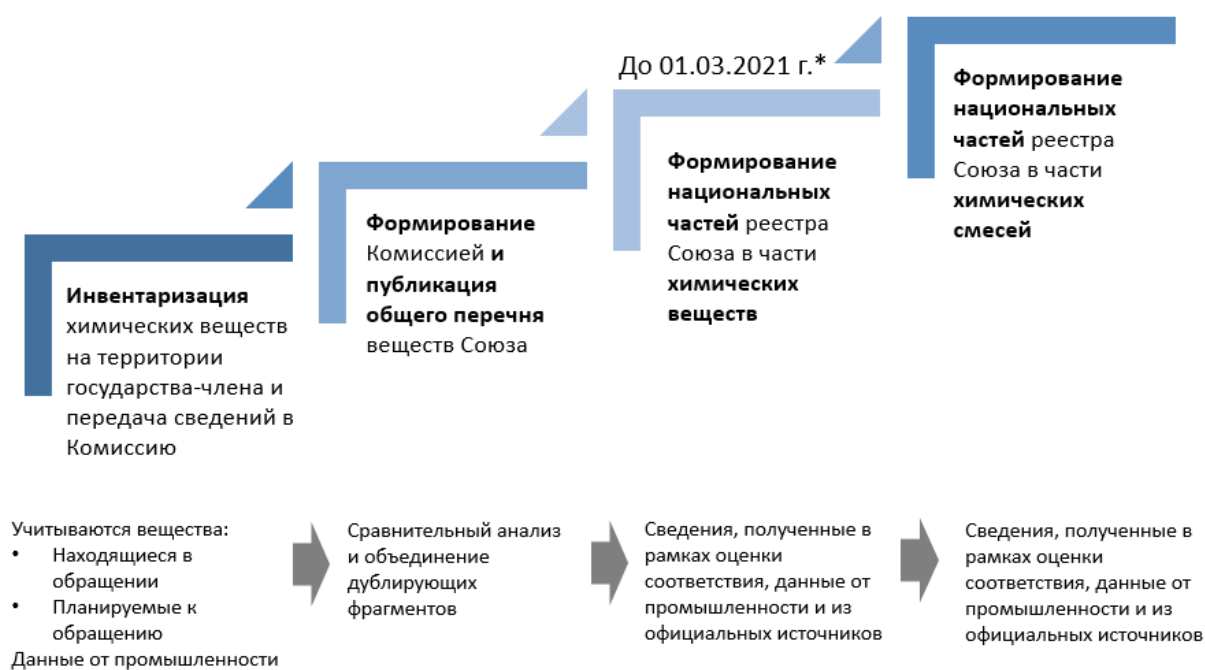 Инвентаризация
химических веществ
на территории
государства-члена и
передача сведений в
Комиссию
Формирование
Комиссией и
публикация
общего перечня
веществ Союза
До 01.03.2021 г.*
Формирование
национальных
частей реестра
Союза в части
химических
веществ
Формирование
национальных
частей реестра
Союза в части
химических
смесей
Учитываются вещества:
• Находящиеся в
обращении
• Планируемые к
обращению
Данные от промышленности
Сравнительный анализ
и объединение
дублирующих
фрагментов
Сведения, полученные в
рамках оценки
соответствия, данные от
промышленности и из
официальных источников
Сведения, полученные в
рамках оценки
соответствия, данные от
промышленности и из
официальных источников